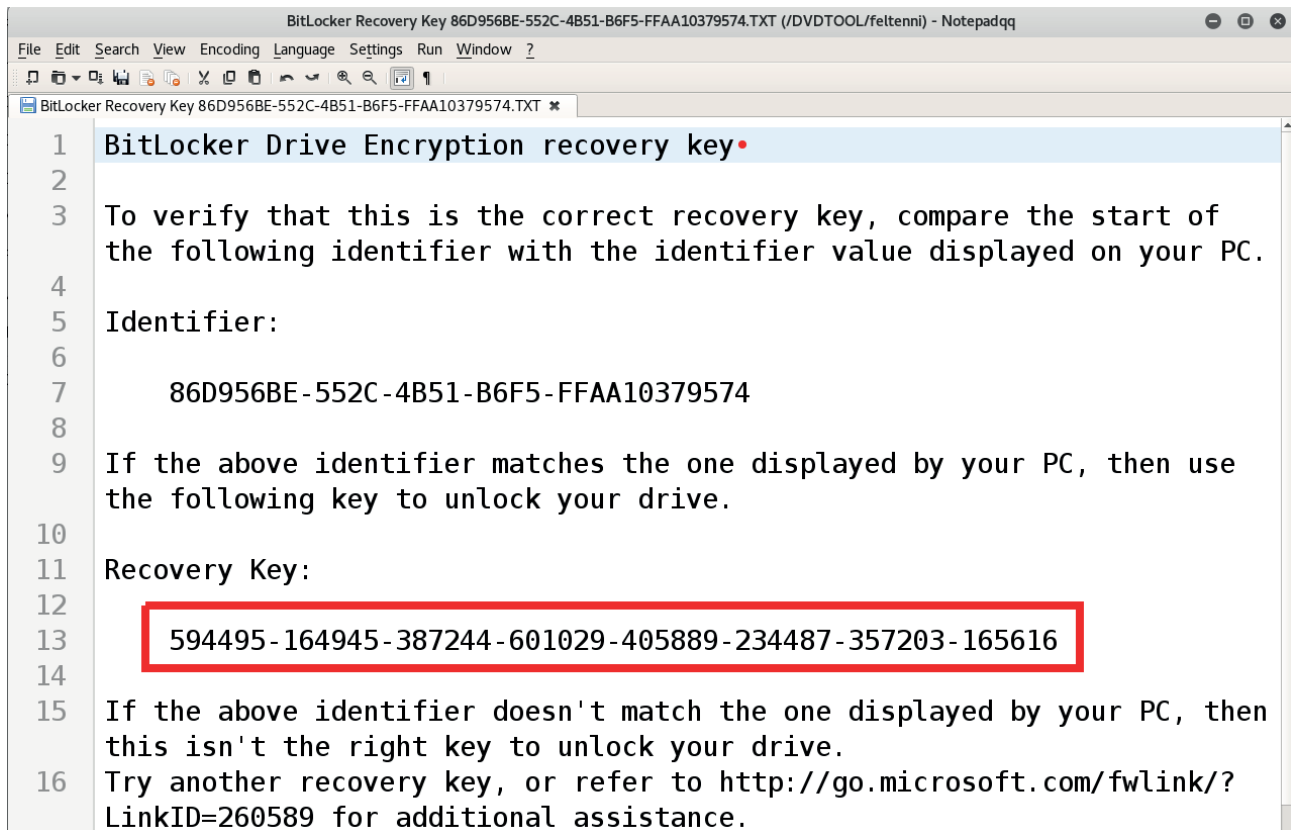 BitLocker Recovery Key 86D956BE-552C-4B51-B6F5-FFAA10379574.TXT (/DVDTOOL/feltenni) - Notepadqq
File Edit Search View Encoding Language Settings Run Window ?
BitLocker Recovery Key 86D956BE-552C-4B51-B6F5-FFAA10379574.TXT
1 BitLocker Drive Encryption recovery key
2
3 To verify that this is the correct recovery key, compare the start of
the following identifier with the identifier value displayed on your PC.
4
5 Identifier:
6
7 86D956BE-552C-4B51-B6F5-FFAA10379574
8
9 If the above identifier matches the one displayed by your PC, then use
the following key to unlock your drive.
10
11 Recovery Key:
12
13 594495-164945-387244-601029-405889-234487-357203-165616
14
15 If the above identifier doesn't match the one displayed by your PC, then
this isn't the right key to unlock your drive.
16 Try another recovery key, or refer to http://go.microsoft.com/fwlink/?
LinkID=260589 for additional assistance.